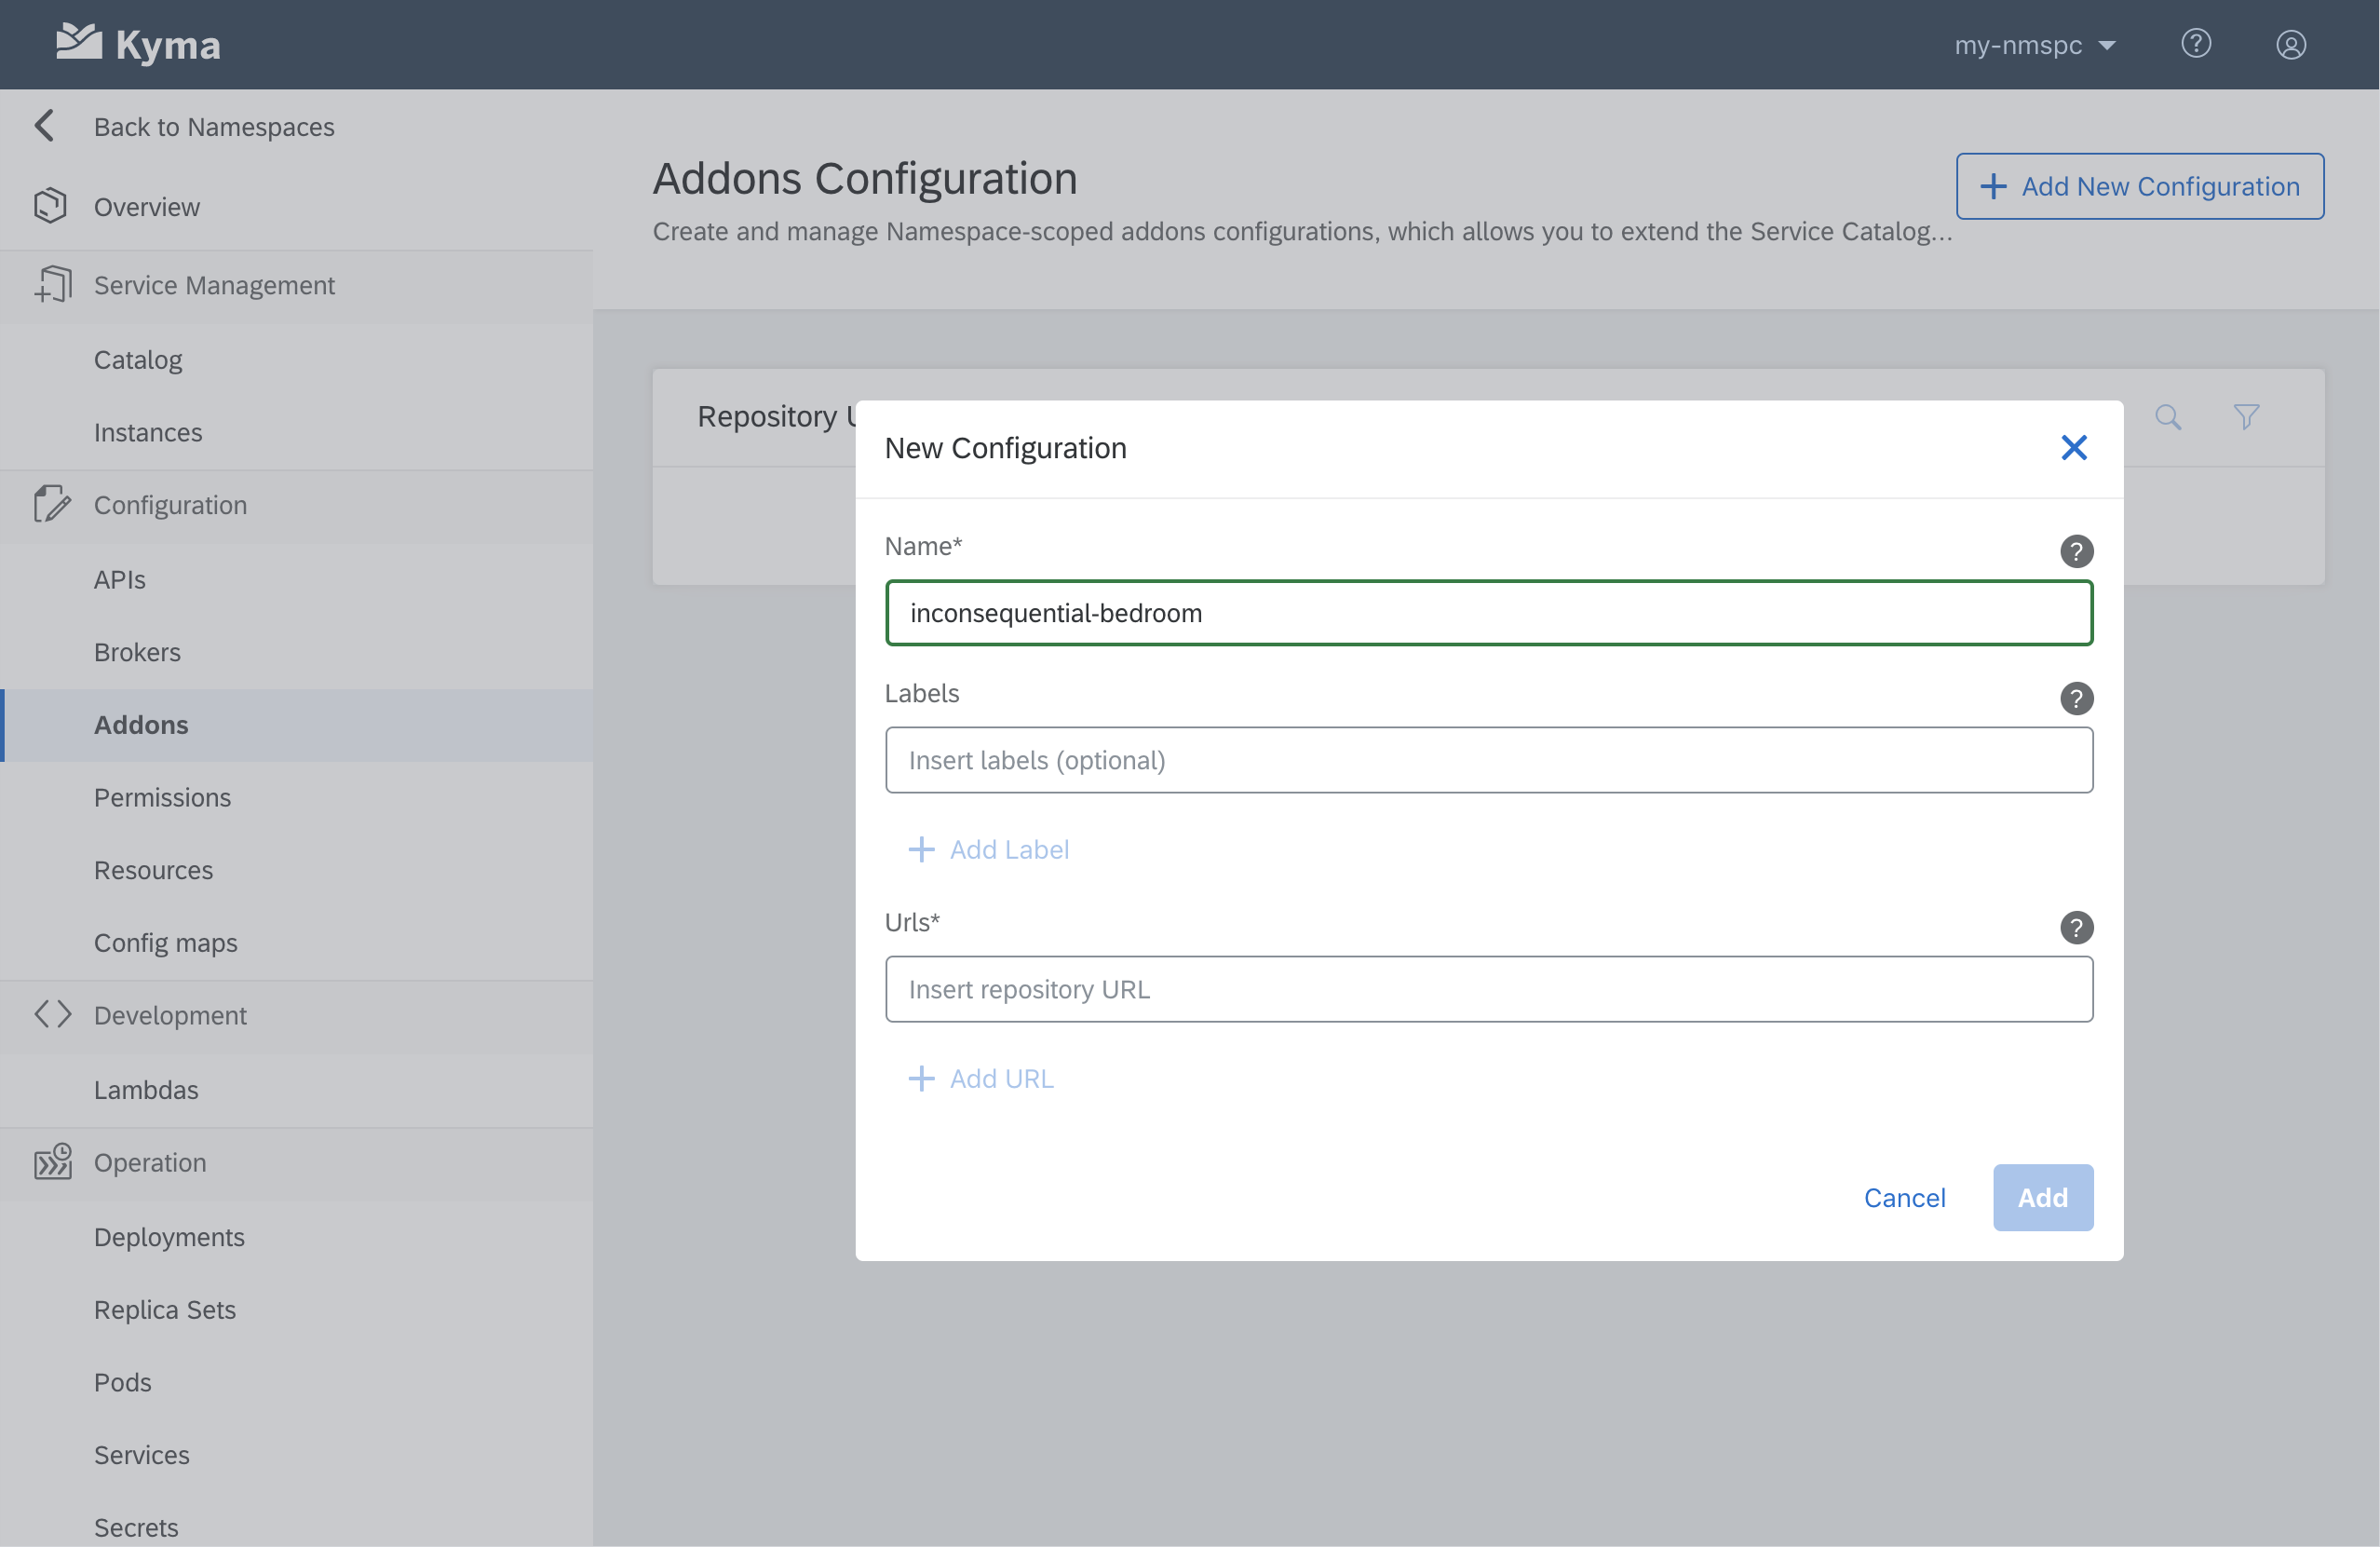 Kyma
my-nmspc
Back to Namespaces
Overview
Service Management
Catalog
Instances
Configuration
APIs
Brokers
Addons
Permissions
Resources
Config maps
Development
Lambdas
Operation
Deployments
Replica Sets
Pods
Services
Secrets
Addons Configuration
Add New Configuration
Create and manage Namespace-scoped addons configurations, which allows you to extend the Service Catalog...
Repository
New Configuration
Name*
?
inconsequential-bedroom
Labels
?
Insert labels (optional)
Add Label
Urls*
?
Insert repository URL
Add URL
Cancel
Add